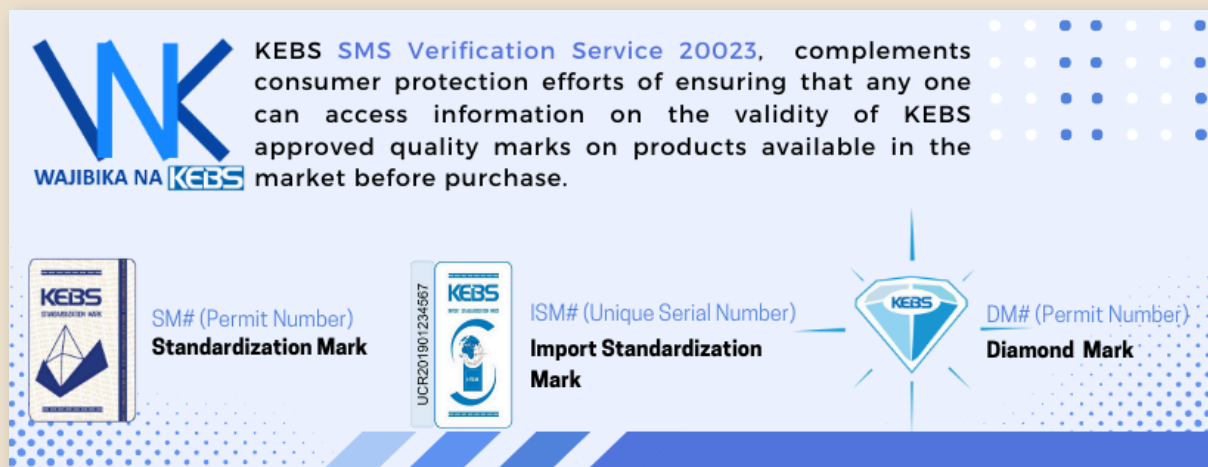 WAJIBIKA NA KEBS
KEBS SMS Verification Service 20023, complements
consumer protection efforts of ensuring that any one
can access information on the validity of KEBS
approved quality marks on products available in the
market before purchase.
KEBS
STANDARDIZATION MARK
SM# (Permit Number)
Standardization Mark
UCR201901234567
KEBS
ISM# (Unique Serial Number)
Import Standardization
Mark
KEBS
DM# (Permit Number)
Diamond Mark